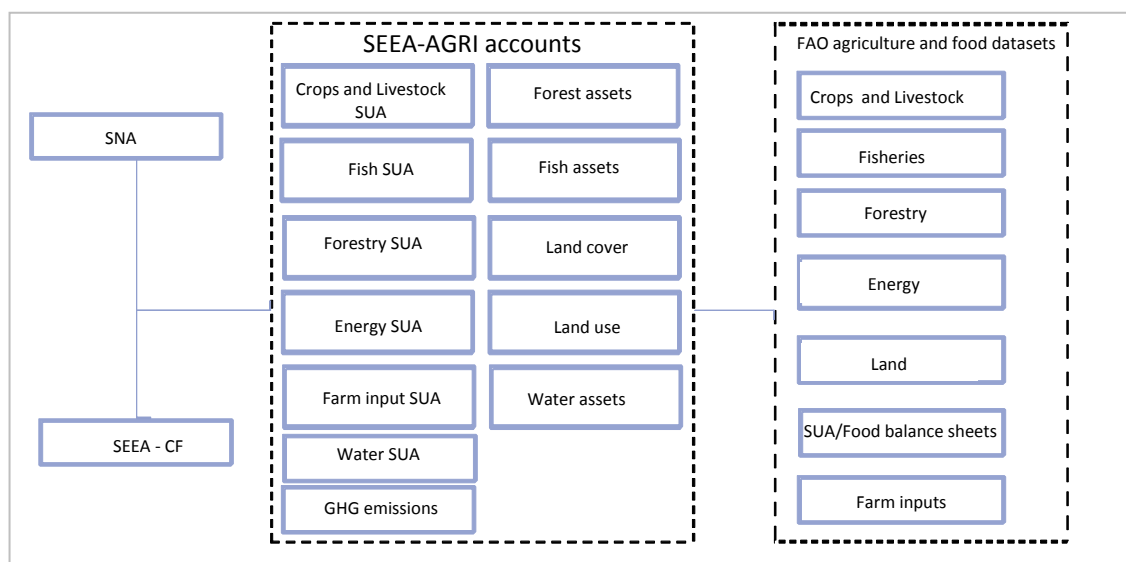 SNA
SEEA - CF
SEEA-AGRI accounts
Crops and Livestock
SUA
Fish SUA
Forestry SUA
Energy SUA
Farm input SUA
Water SUA
GHG emissions
Forest assets
Fish assets
Land cover
Land use
Water assets
FAO agriculture and food datasets
Crops and Livestock
Fisheries
Forestry
Energy
Land
SUA/Food balance sheets
Farm inputs